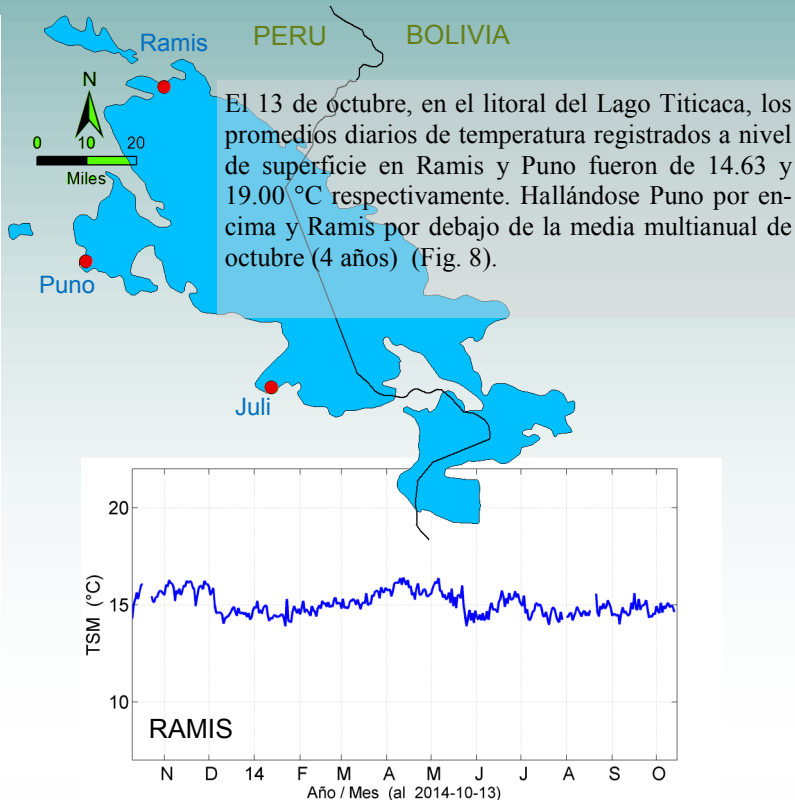 Ramis
PERU
BOLIVIA
N
0 10 20
Miles
El 13 de octubre, en el litoral del Lago Titicaca, los
promedios diarios de temperatura registrados a nivel
de superficie en Ramis y Puno fueron de 14.63 y
19.00 °C respectivamente. Hallándose Puno por en-
cima y Ramis por debajo de la media multianual de
octubre (4 años) (Fig. 8).
Puno
Juli
20
15
10
TSM (°C)
RAMIS
N D 14 F M A M J J A S O
Año / Mes (al 2014-10-13)